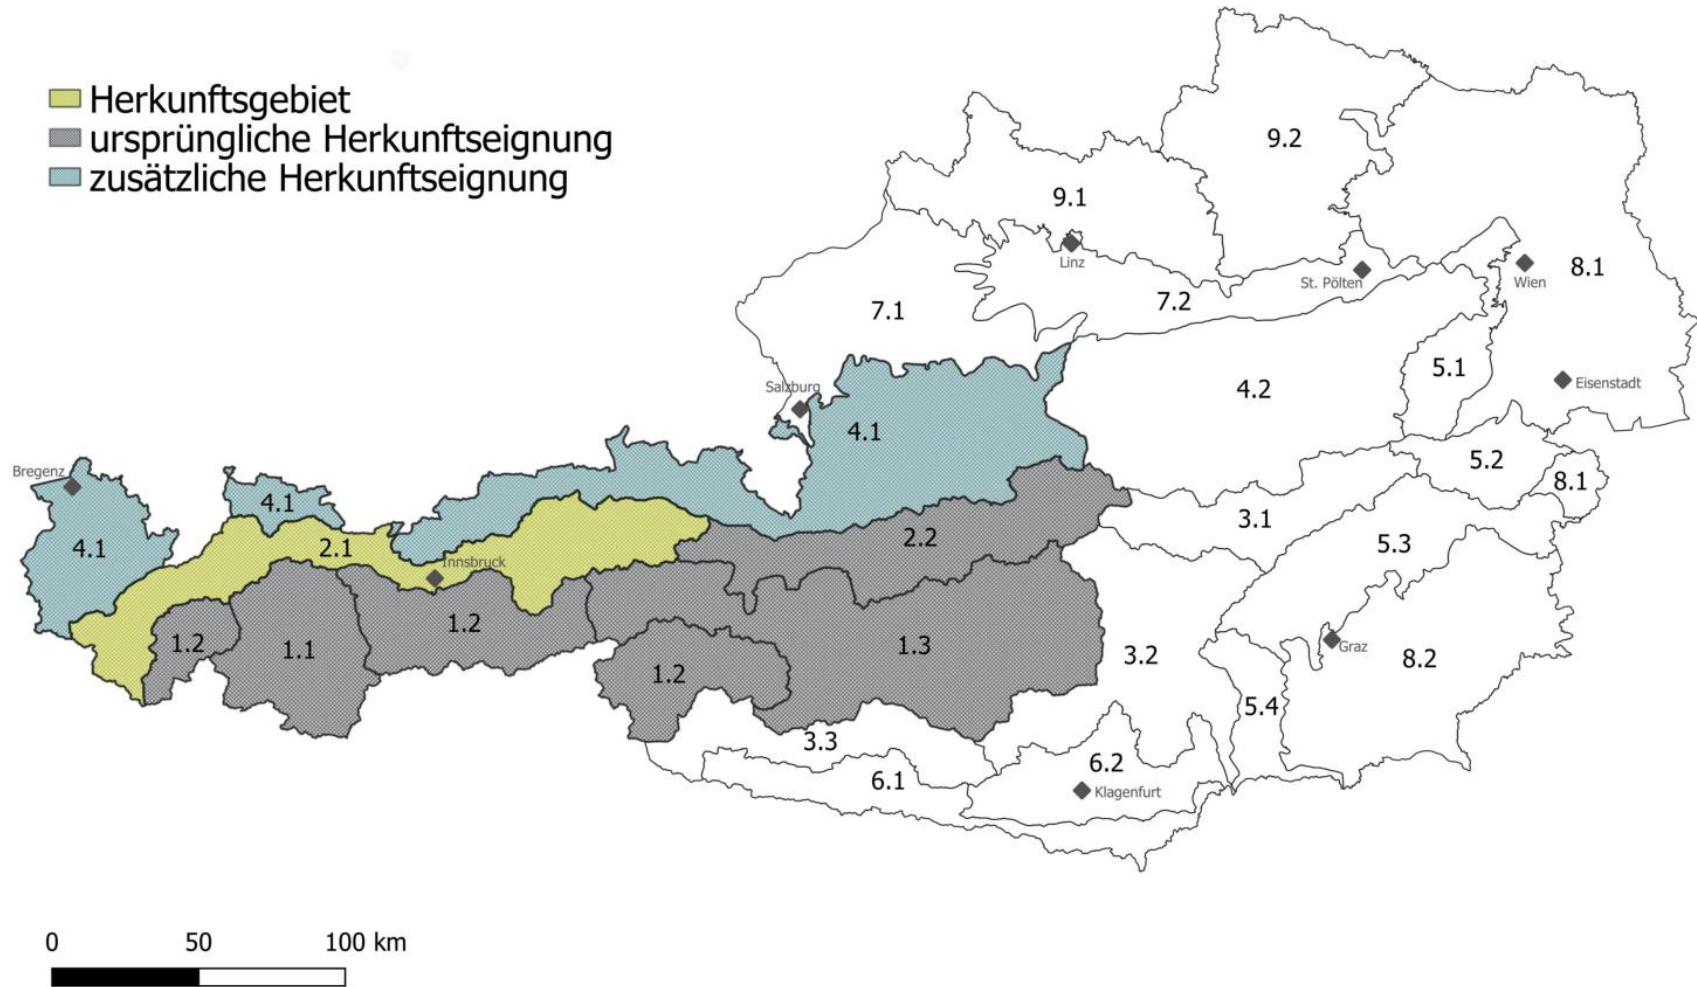 Herkunftsgebiet
ursprüngliche Herkunftseignung
zusätzliche Herkunftseignung
9.2
9.1
Linz
St. Pölten
Wien
8.1
7.1
7.2
5.1
Eisenstadt
Salzburg
4.2
4.1
Bregenz
5.2
8.1
4.1
3.1
4.1
2.1
2.2
5.3
Innsbruck
1.2
1.2
1.1
1.3
Graz
3.2
8.2
1.2
5.4
3.3
6.2
6.1
Klagenfurt
0 50 100 km